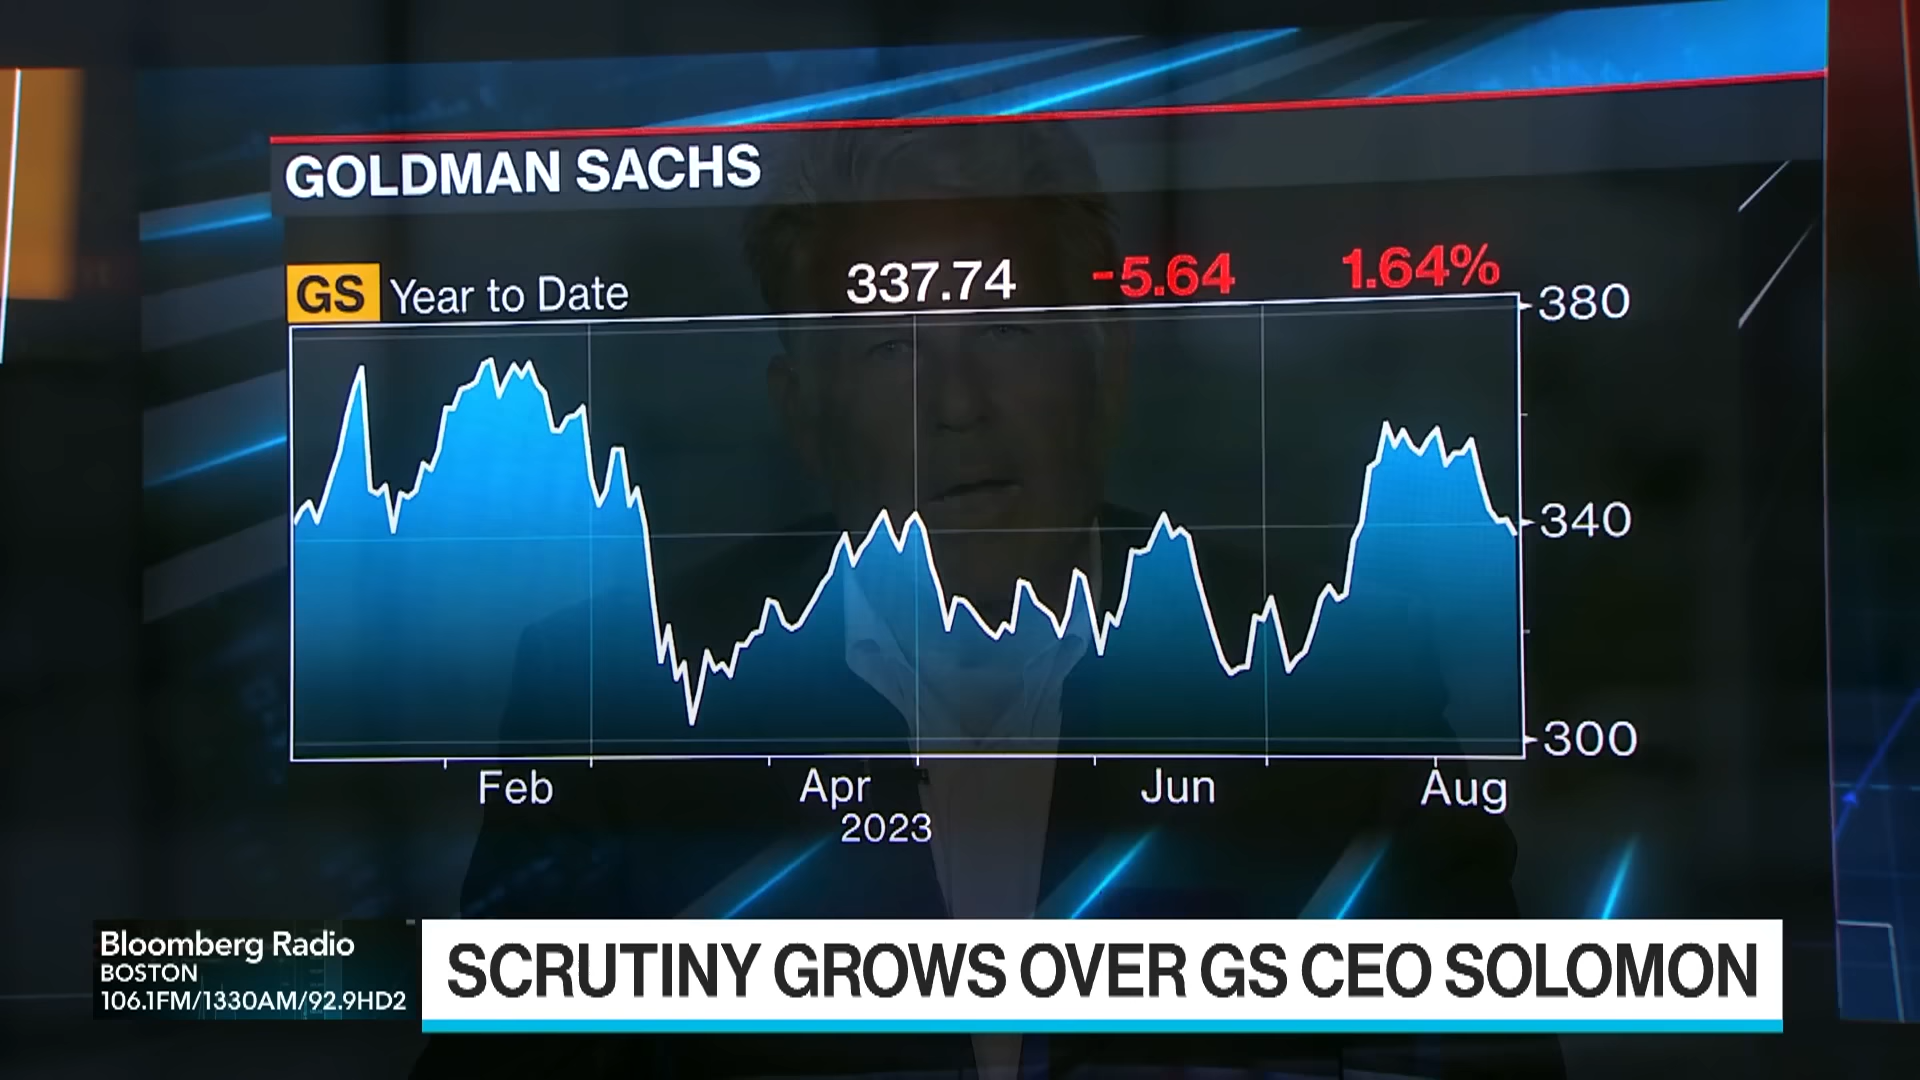 GOLDMAN SACHS
GS Year to Date 337.74 -5.64 1.64%
380
340
300
Feb Apr Jun Aug
2023
Bloomberg Radio
BOSTON
106.1FM/1330AM/92.9HD2
SCRUTINY GROWS OVER GS CEO SOLOMON